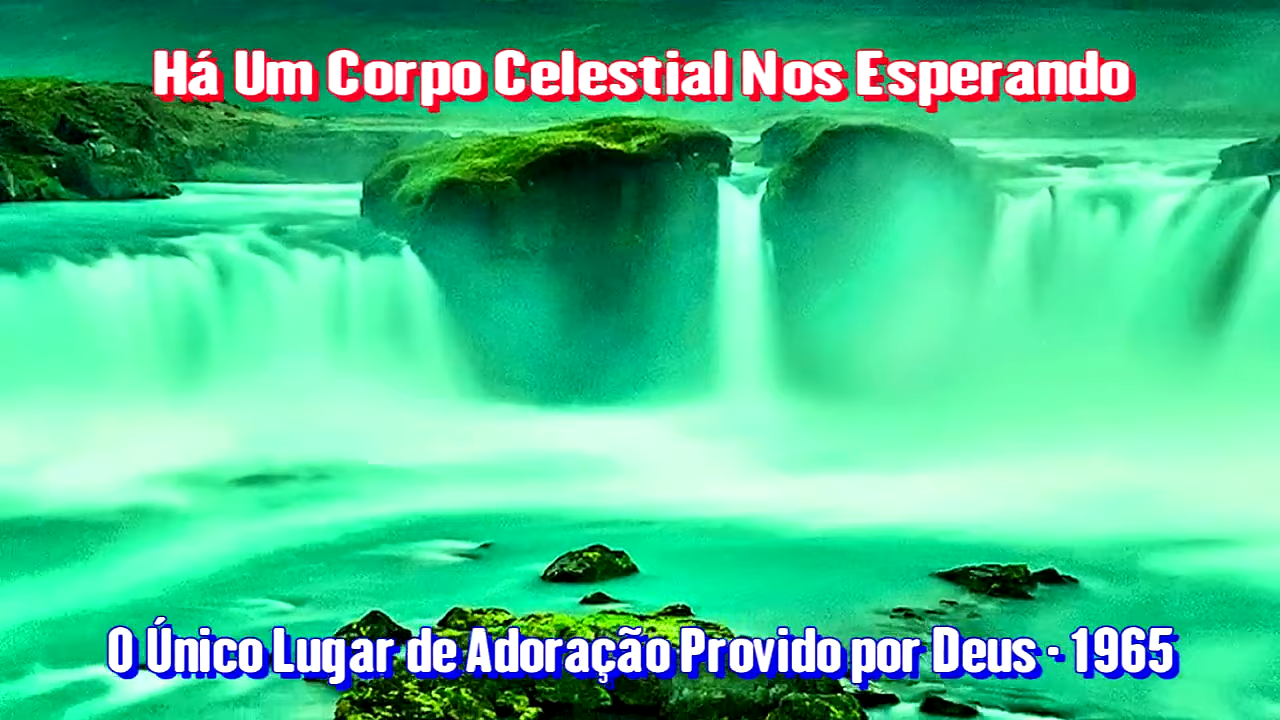 Há Um Corpo Celestial Nos Esperando
O Único Lugar de Adoração Provido por Deus - 1965